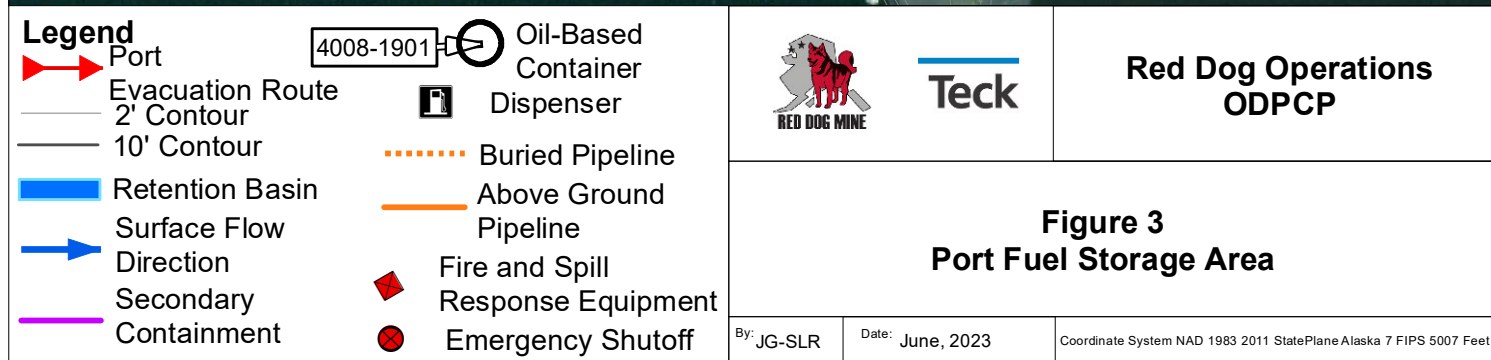 Legend
Port
Evacuation Route
2' Contour
10' Contour
Retention Basin
Surface Flow
Direction
Secondary
Containment
4008-1901
Oil-Based
Container
Dispenser
Buried Pipeline
Above Ground
Pipeline
Fire and Spill
Response Equipment
Emergency Shutoff
RED DOG MINE
Teck
Red Dog Operations
ODPCP
Figure 3
Port Fuel Storage Area
By: JG-SLR
Date: June, 2023
Coordinate System NAD 1983 2011 StatePlane Alaska 7 FIPS 5007 Feet